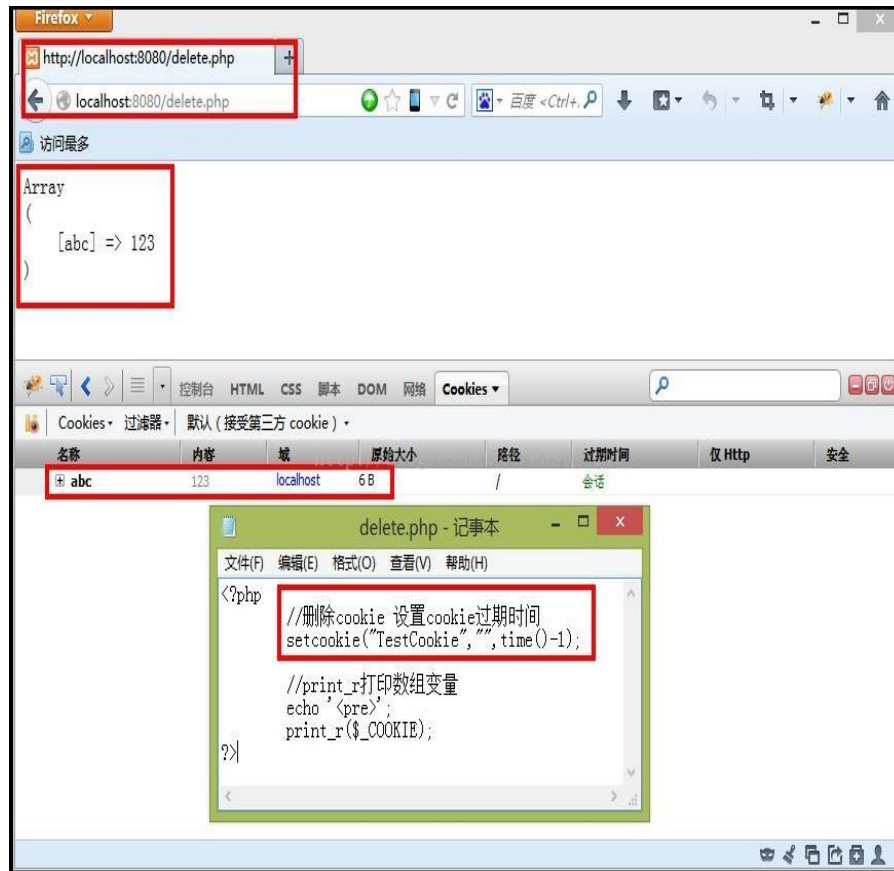 Firefox
http://localhost:8080/delete.php
localhost:8080/delete.php
百度 <Ctrl+.
访问最多
Array
(
[abc] => 123
)
控制台 HTML CSS 脚本 DOM 网络 Cookies
Cookies 过滤器 默认 ( 接受第三方 cookie )
名称 内容 域 原始大小 路径 过期时间 仅 Http 安全
abc 123 localhost 6 B / 会话
delete.php - 记事本
文件(F) 编辑(E) 格式(O) 查看(V) 帮助(H)
<?php
//删除cookie 设置cookie过期时间
setcookie("TestCookie","",time()-1);
//print_r打印数组变量
echo '<pre>';
print_r($_COOKIE);
?>